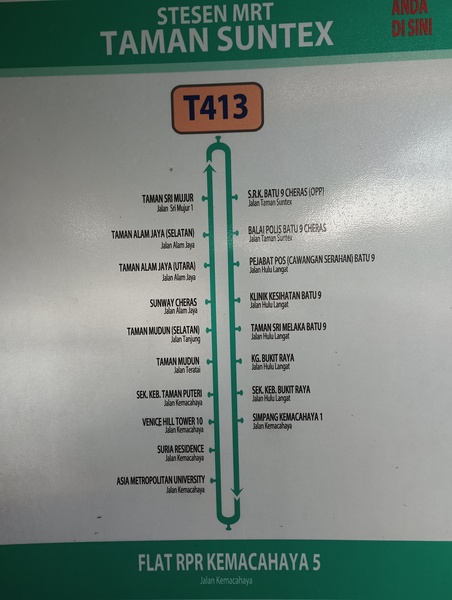 STESEN MRT
TAMAN SUNTEX
ANDA
DI SINI
T413
TAMAN SRI MUJUR
Jalan Sri Mujur 1
TAMAN ALAM JAYA (SELATAN)
Jalan Alam Jaya
TAMAN ALAM JAYA (UTARA)
Jalan Alam Jaya
SUNWAY CHERAS
Jalan Alam Jaya
TAMAN MUDUN (SELATAN)
Jalan Tanjung
TAMAN MUDUN
Jalan Teratai
SEK. KEB. TAMAN PUTERI
Jalan Kemacahaya
VENICE HILL TOWER 10
Jalan Kemacahaya
SURIA RESIDENCE
Jalan Kemacahaya
ASIA METROPOLITAN UNIVERSITY
Jalan Kemacahaya
S.R.K. BATU 9 CHERAS (OPP)
Jalan Taman Suntex
BALAI POLIS BATU 9 CHERAS
Jalan Taman Suntex
PEJABAT POS (CAWANGAN SERAHAN) BATU 9
Jalan Hulu Langat
KLINIK KESIHATAN BATU 9
Jalan Hulu Langat
TAMAN SRI MELAKA BATU 9
Jalan Hulu Langat
KG. BUKIT RAYA
Jalan Hulu Langat
SEK. KEB. BUKIT RAYA
Jalan Hulu Langat
SIMPANG KEMACAHAYA 1
Jalan Kemacahaya
FLAT RPR KEMACAHAYA 5
Jalan Kemacahaya